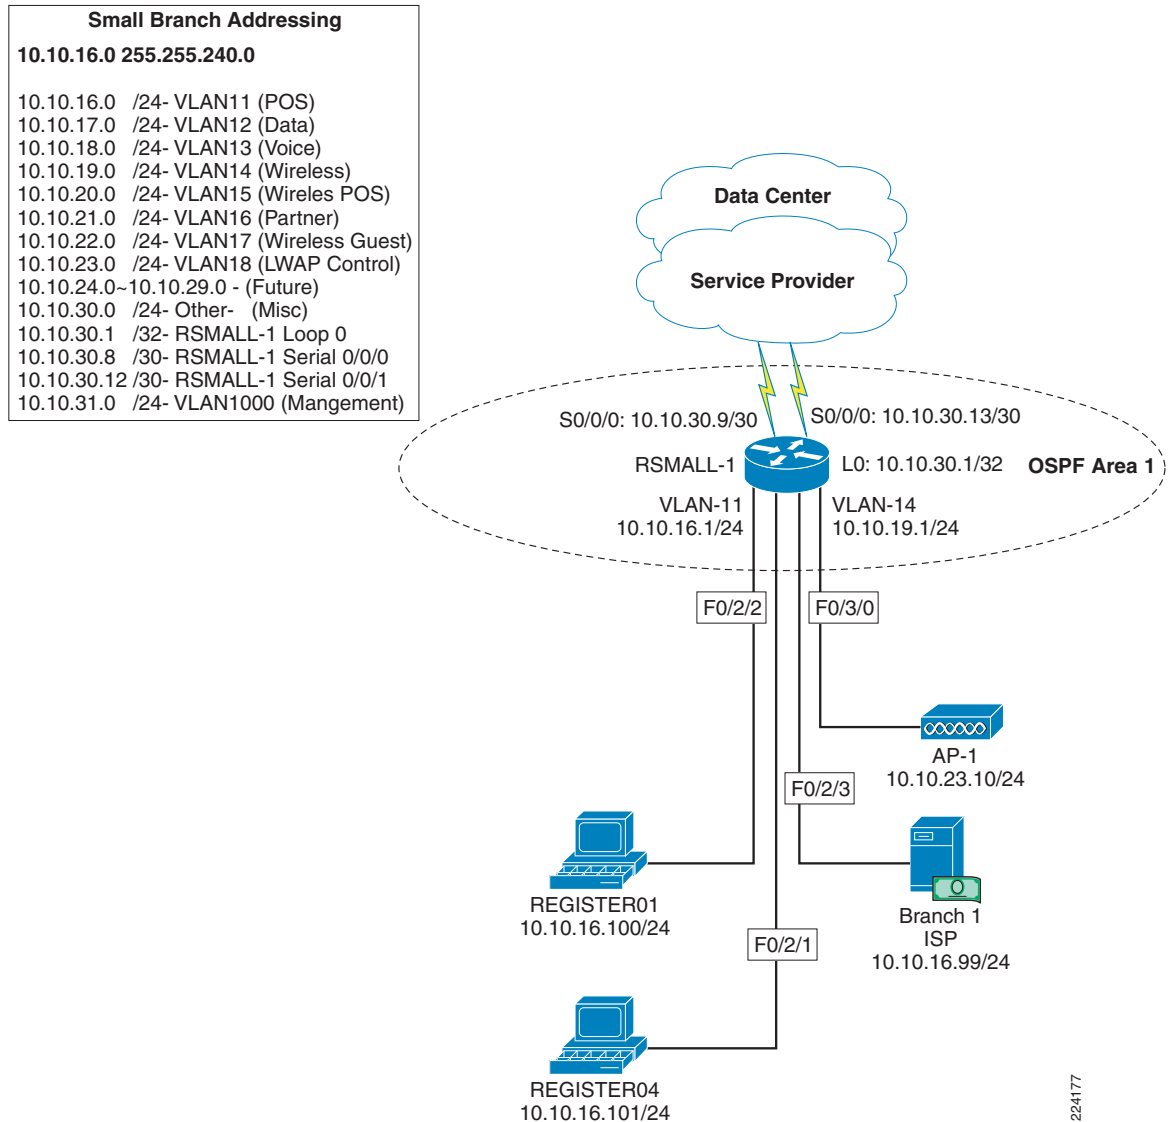 Small Branch Addressing
10.10.16.0 255.255.240.0
10.10.16.0 /24- VLAN11 (POS)
10.10.17.0 /24- VLAN12 (Data)
10.10.18.0 /24- VLAN13 (Voice)
10.10.19.0 /24- VLAN14 (Wireless)
10.10.20.0 /24- VLAN15 (Wireles POS)
10.10.21.0 /24- VLAN16 (Partner)
10.10.22.0 /24- VLAN17 (Wireless Guest)
10.10.23.0 /24- VLAN18 (LWAP Control)
10.10.24.0~10.10.29.0 - (Future)
10.10.30.0 /24- Other- (Misc)
10.10.30.1 /32- RSMALL-1 Loop 0
10.10.30.8 /30- RSMALL-1 Serial 0/0/0
10.10.30.12 /30- RSMALL-1 Serial 0/0/1
10.10.31.0 /24- VLAN1000 (Mangement)
Data Center
Service Provider
S0/0/0: 10.10.30.9/30
S0/0/0: 10.10.30.13/30
RSMALL-1
L0: 10.10.30.1/32
OSPF Area 1
VLAN-11
10.10.16.1/24
VLAN-14
10.10.19.1/24
F0/2/2
F0/3/0
AP-1
10.10.23.10/24
F0/2/3
REGISTER01
10.10.16.100/24
Branch 1
ISP
10.10.16.99/24
F0/2/1
REGISTER04
10.10.16.101/24
224177